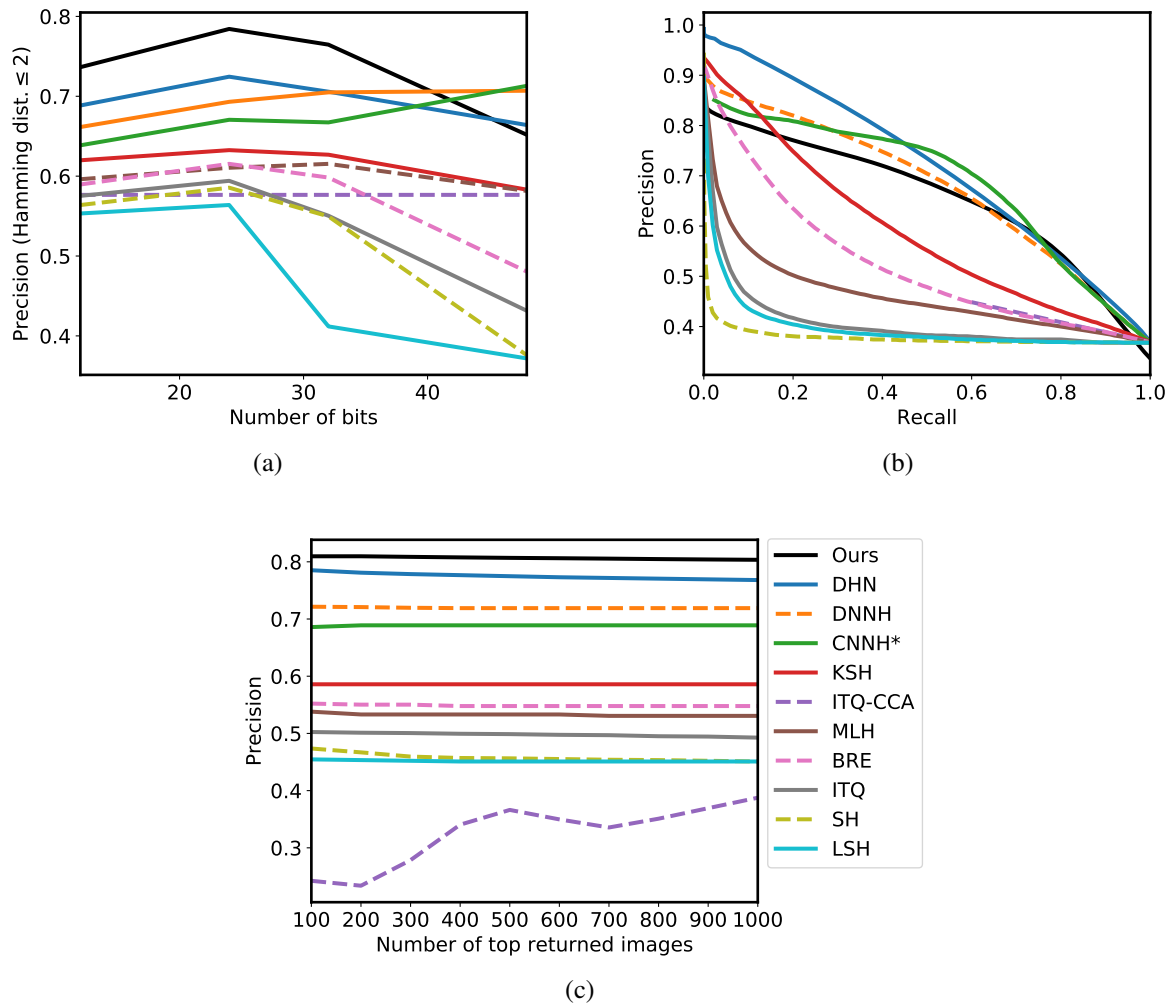 0.8
0.7
0.6
0.5
0.4
Precision (Hamming dist. ≤ 2)
20 30 40
Number of bits
(a)
1.0
0.9
0.8
0.7
0.6
0.5
0.4
Precision
0.0 0.2 0.4 0.6 0.8 1.0
Recall
(b)
0.8
0.7
0.6
0.5
0.4
0.3
Precision
100 200 300 400 500 600 700 800 900 1000
Number of top returned images
Ours
DHN
DNNH
CNNH*
KSH
ITQ-CCA
MLH
BRE
ITQ
SH
LSH
(c)